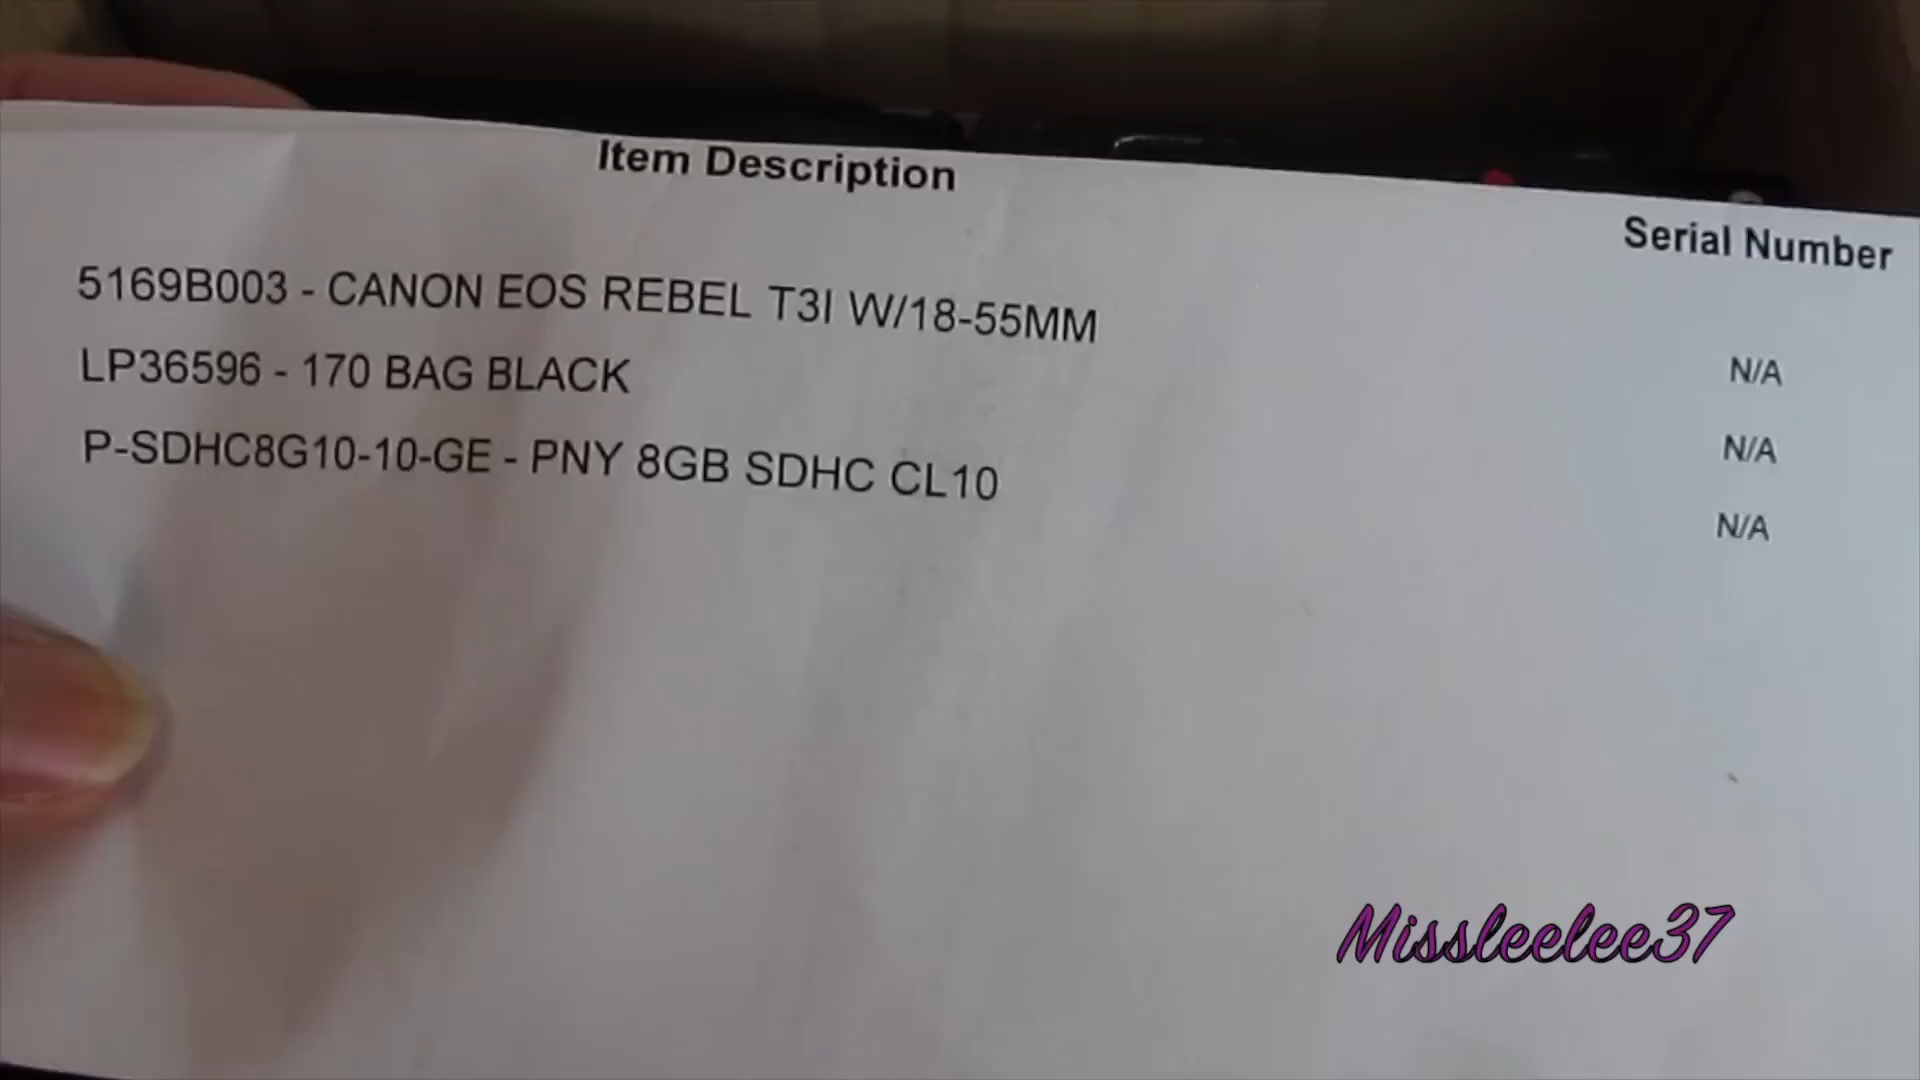 Item Description
Serial Number
5169B003 - CANON EOS REBEL T3I W/18-55MM
N/A
LP36596 - 170 BAG BLACK
N/A
P-SDHC8G10-10-GE - PNY 8GB SDHC CL10
N/A
Missleelee37